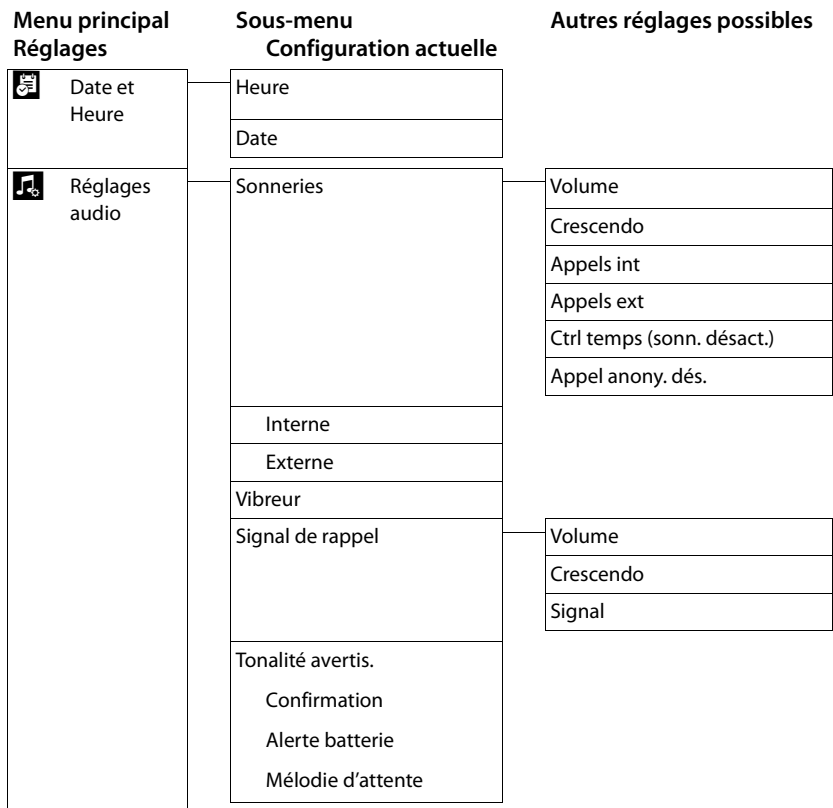 Menu principal
Réglages
Sous-menu
Configuration actuelle
Autres réglages possibles
Date et
Heure
Heure
Date
Réglages
audio
Sonneries
Volume
Crescendo
Appels int
Appels ext
Ctrl temps (sonn. désact.)
Appel anony. dés.
Interne
Externe
Vibreur
Signal de rappel
Volume
Crescendo
Signal
Tonalité avertis.
Confirmation
Alerte batterie
Mélodie d'attente